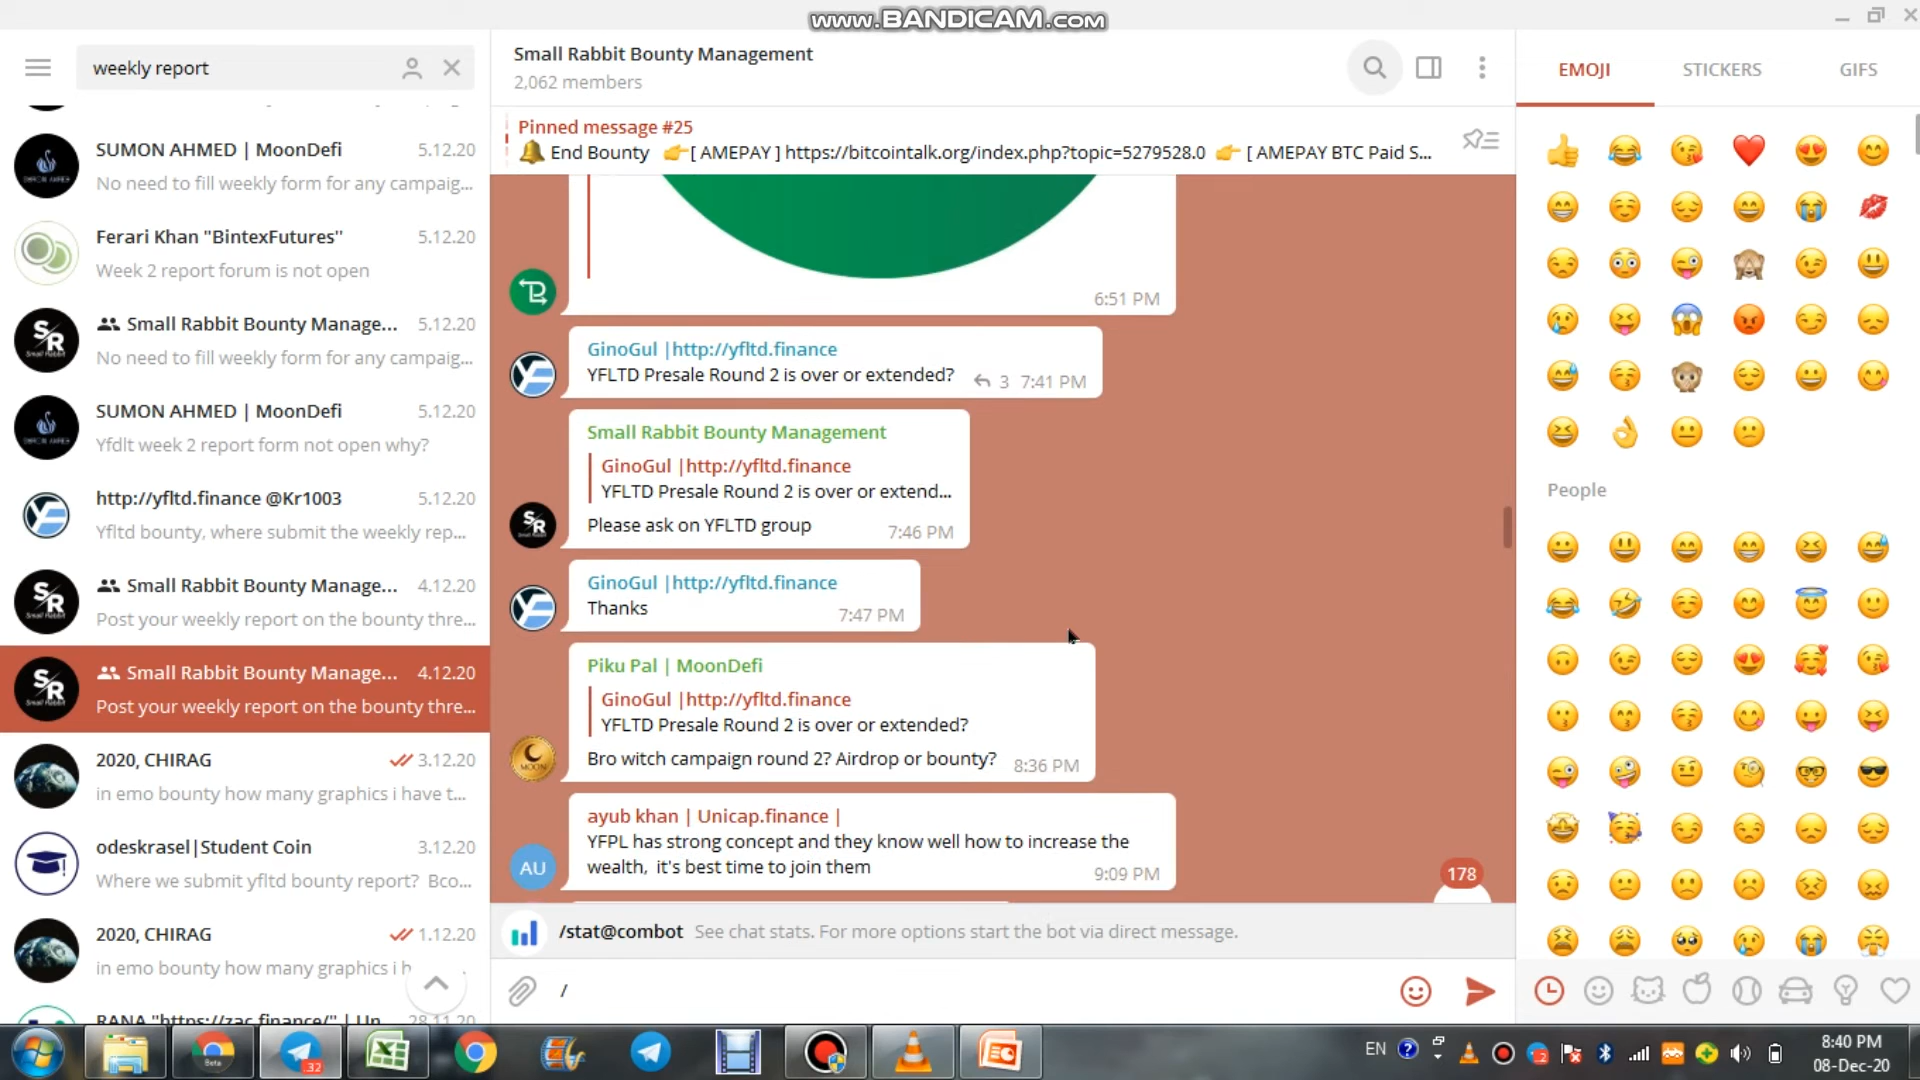 www.BANDICAM.com
weekly report
SUMON AHMED | MoonDefi 5.12.20
No need to fill weekly form for any campaig...
Ferari Khan "BintexFutures" 5.12.20
Week 2 report forum is not open
Small Rabbit Bounty Manage... 5.12.20
No need to fill weekly form for any campaig...
SUMON AHMED | MoonDefi 5.12.20
Yfdlt week 2 report form not open why?
http://yfltd.finance @Kr1003 5.12.20
Yfltd bounty, where submit the weekly rep...
Small Rabbit Bounty Manage... 4.12.20
Post your weekly report on the bounty thre...
Small Rabbit Bounty Manage... 4.12.20
Post your weekly report on the bounty thre...
2020, CHIRAG 3.12.20
in emo bounty how many graphics i have t...
odeskrasel|Student Coin 3.12.20
Where we submit yfltd bounty report? Bco...
2020, CHIRAG 1.12.20
in emo bounty how many graphics i h
RANA "https://zac.finance/" | Un... 28.11.20
Small Rabbit Bounty Management
2,062 members
Pinned message #25
End Bounty [ AMEPAY ] https://bitcointalk.org/index.php?topic=5279528.0 [ AMEPAY BTC Paid S...
6:51 PM
GinoGul |http://yfltd.finance
YFLTD Presale Round 2 is over or extended? 3 7:41 PM
Small Rabbit Bounty Management
GinoGul |http://yfltd.finance
YFLTD Presale Round 2 is over or extend...
Please ask on YFLTD group 7:46 PM
GinoGul |http://yfltd.finance
Thanks 7:47 PM
Piku Pal | MoonDefi
GinoGul |http://yfltd.finance
YFLTD Presale Round 2 is over or extended?
Bro witch campaign round 2? Airdrop or bounty? 8:36 PM
ayub khan | Unicap.finance |
YFPL has strong concept and they know well how to increase the
wealth, it's best time to join them 9:09 PM
AU
178
/stat@combot See chat stats. For more options start the bot via direct message.
/
EMOJI STICKERS GIFS
People
EN 8:40 PM
08-Dec-20